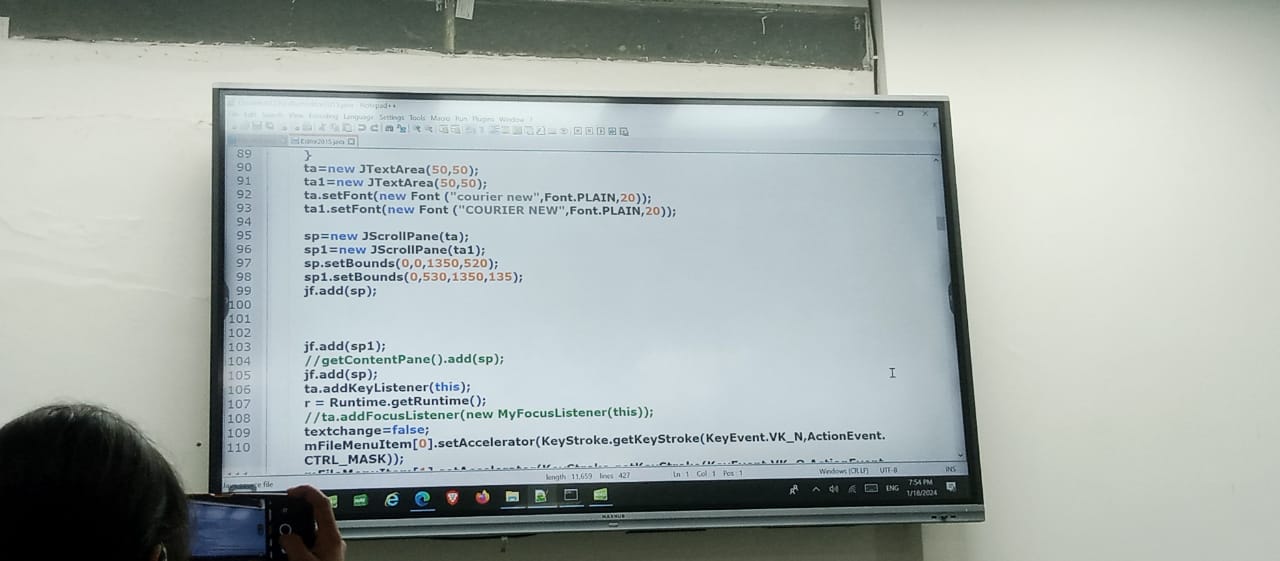 Notepad++
Edit Search View Encoding Language Settings Tools Macro Run Plugins Window ?
Editor2015.java
89 }
90 ta=new JTextArea(50,50);
91 ta1=new JTextArea(50,50);
92 ta.setFont(new Font ("courier new",Font.PLAIN,20));
93 ta1.setFont(new Font ("COURIER NEW",Font.PLAIN,20));
94
95 sp=new JScrollPane(ta);
96 sp1=new JScrollPane(ta1);
97 sp.setBounds(0,0,1350,520);
98 sp1.setBounds(0,530,1350,135);
99 jf.add(sp);
100
101
102
103 jf.add(sp1);
104 //getContentPane().add(sp);
105 jf.add(sp);
106 ta.addKeyListener(this);
107 r = Runtime.getRuntime();
108 //ta.addFocusListener(new MyFocusListener(this));
109 textchange=false;
110 mFileMenuItem[0].setAccelerator(KeyStroke.getKeyStroke(KeyEvent.VK_N,ActionEvent.
CTRL_MASK));
Java source file length : 11,659 lines : 427 Ln : 1 Col : 1 Pos : 1 Windows (CR LF) UTF-8 INS
ENG 7:54 PM
1/18/2024
MAXHUB